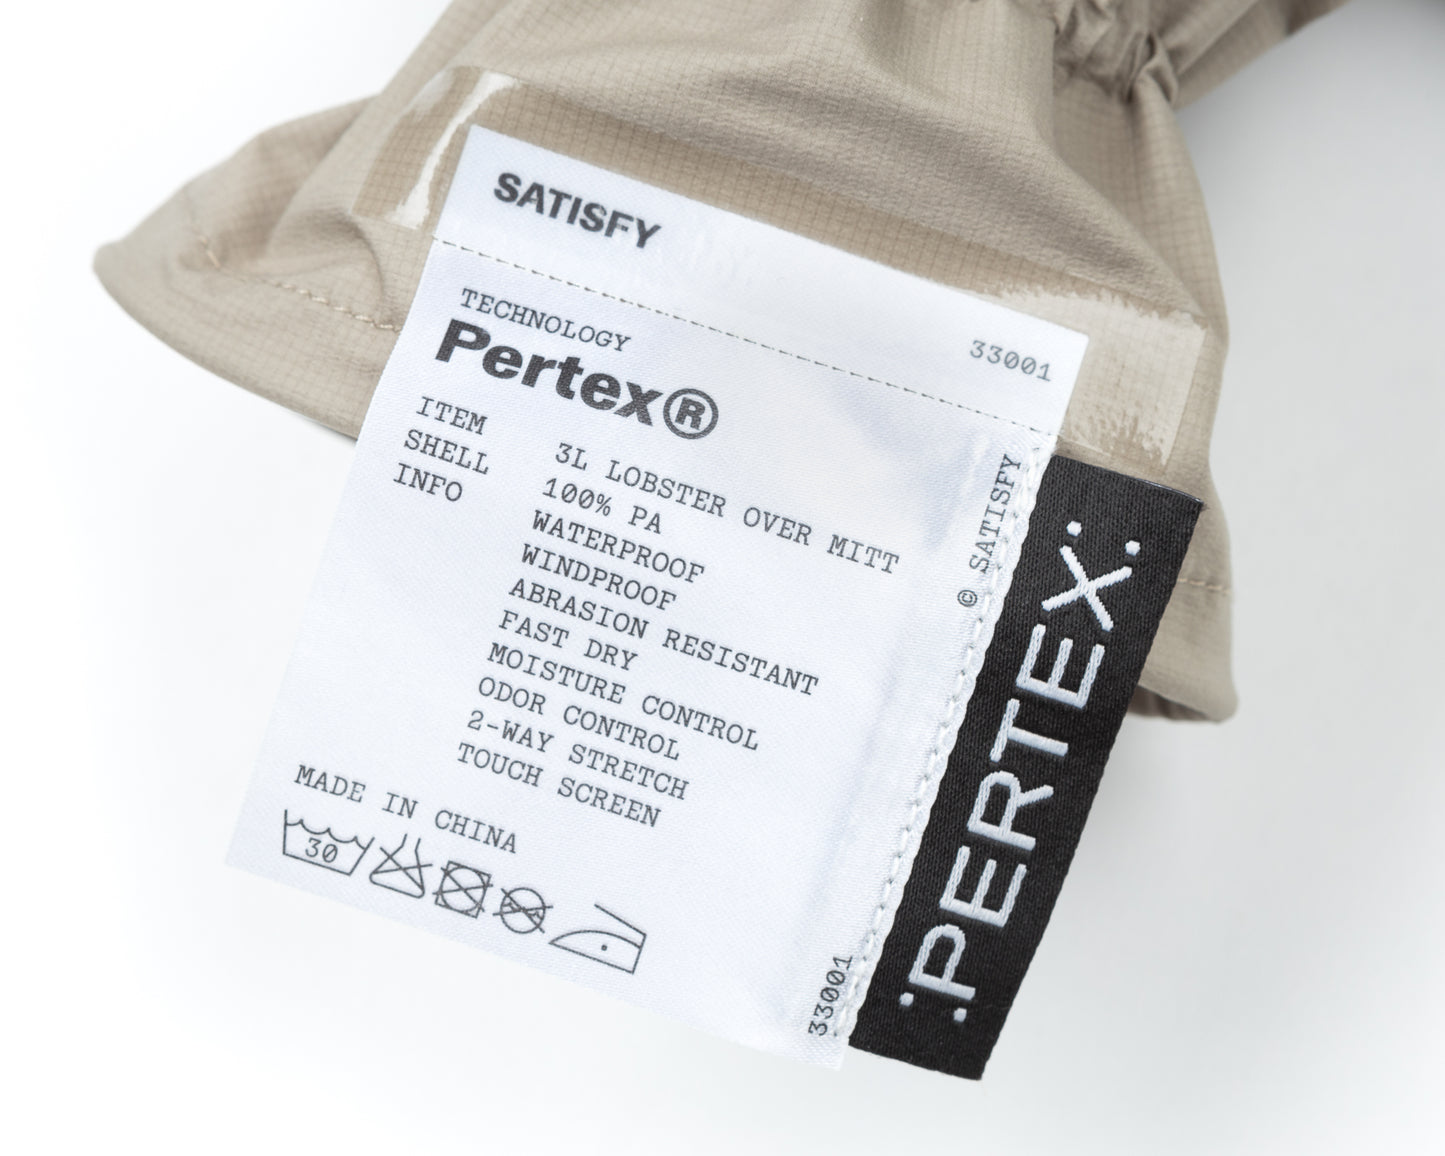 SATISFY
33001
TECHNOLOGY
Pertex®
ITEM 3L LOBSTER OVER MITT
SHELL 100% PA
INFO WATERPROOF
WINDPROOF
ABRASION RESISTANT
FAST DRY
MOISTURE CONTROL
ODOR CONTROL
2-WAY STRETCH
TOUCH SCREEN
MADE IN CHINA
30
© SATISFY
33001
:PERTEX: